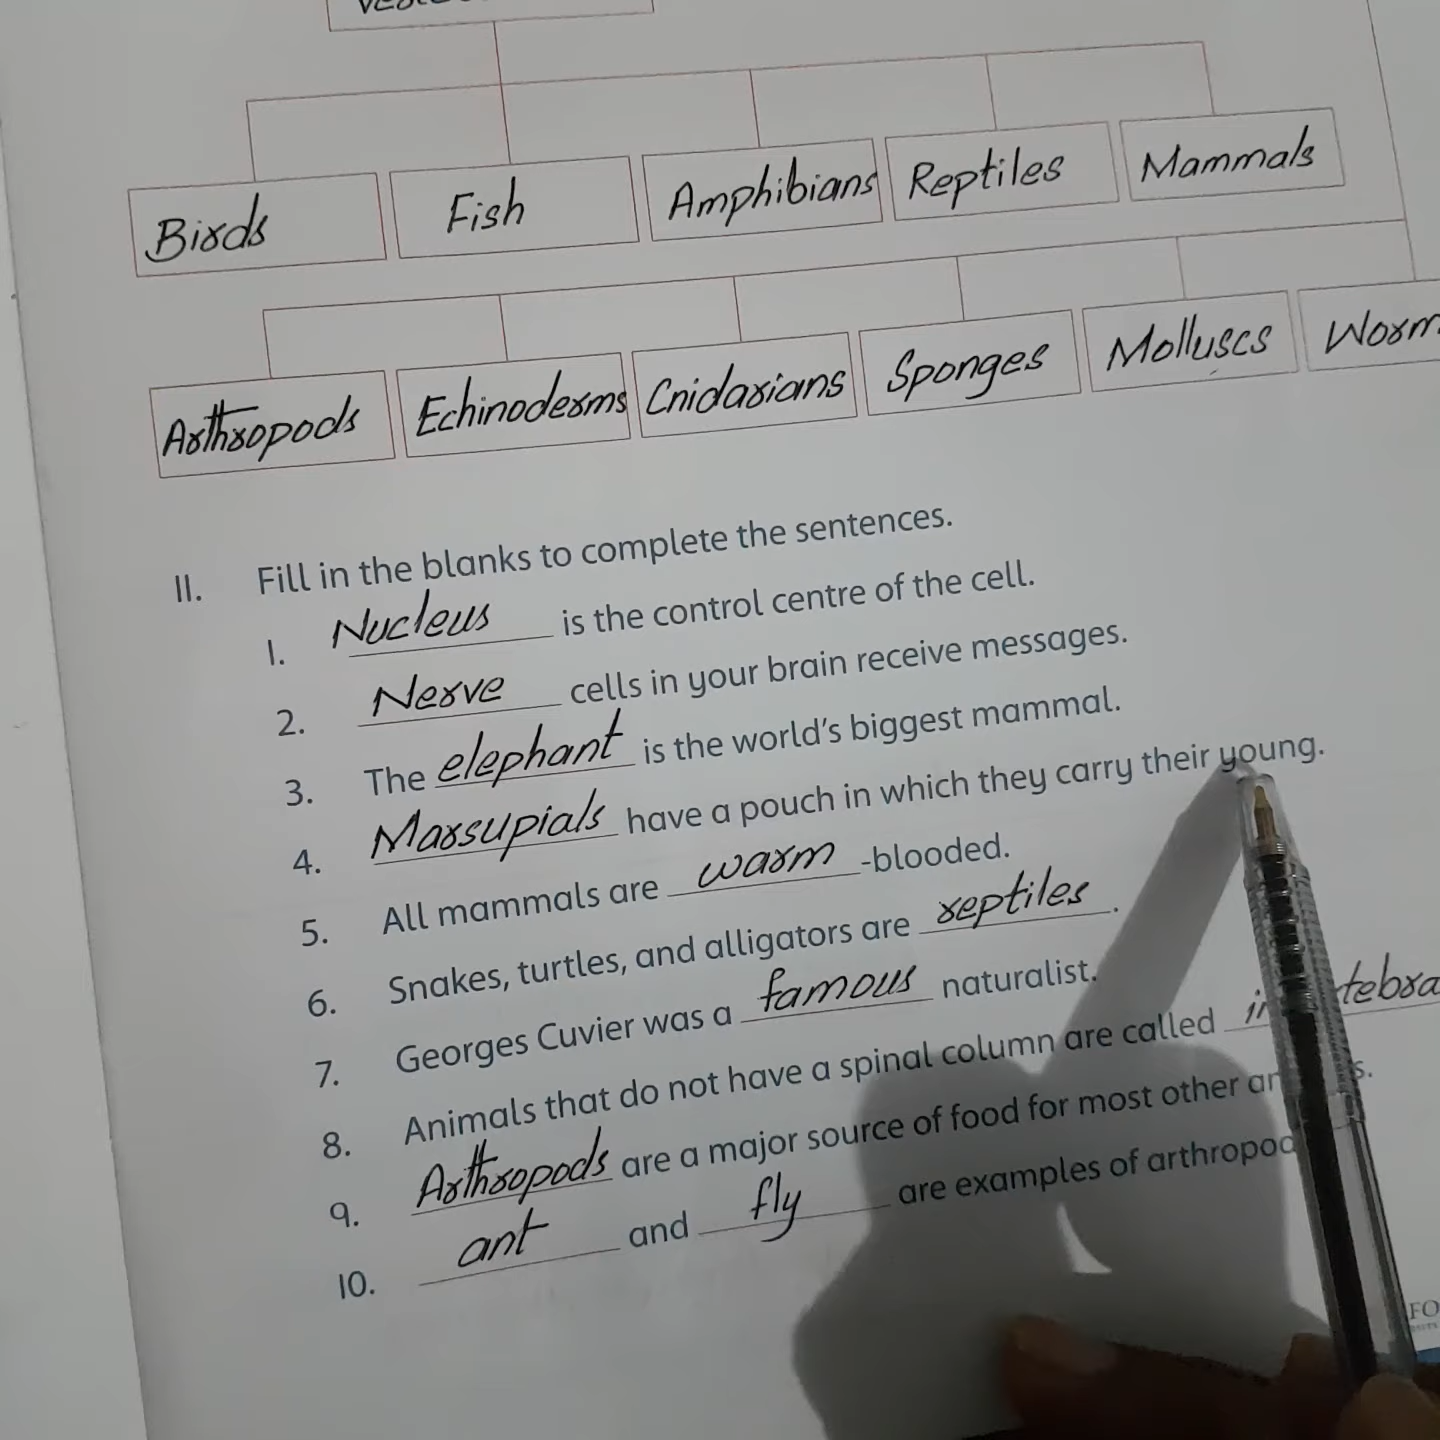 Birds Fish Amphibians Reptiles Mammals
Arthropods Echinoderms Cnidarians Sponges Molluscs Worm
II. Fill in the blanks to complete the sentences.
1. Nucleus is the control centre of the cell.
2. Nerve cells in your brain receive messages.
3. The elephant is the world's biggest mammal.
4. Marsupials have a pouch in which they carry their young.
5. All mammals are warm-blooded.
6. Snakes, turtles, and alligators are reptiles.
7. Georges Cuvier was a famous naturalist.
8. Animals that do not have a spinal column are called
9. Arthropods are a major source of food for most other
10. ant and fly are examples of